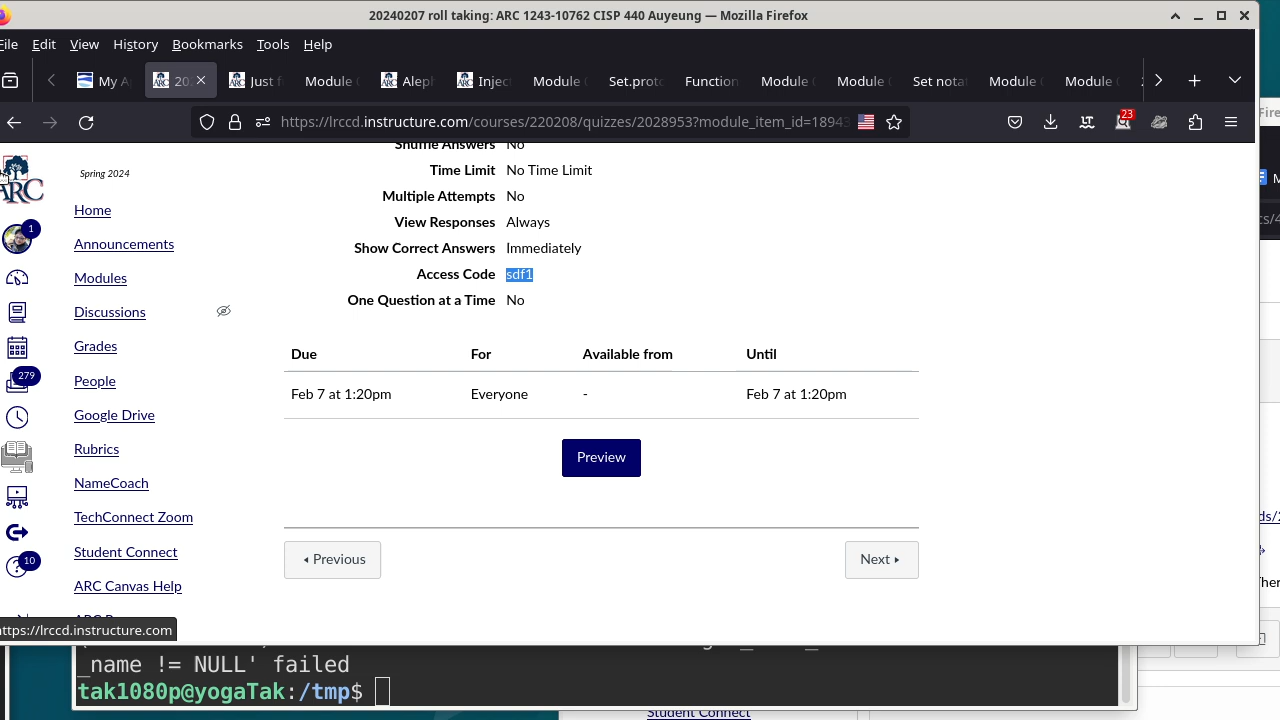 20240207 roll taking: ARC 1243-10762 CISP 440 Auyeung — Mozilla Firefox
File Edit View History Bookmarks Tools Help
My A 20 Just f Module Aleph Inject Module Set.proto Function Module Module Set notat Module Module
https://lrccd.instructure.com/courses/220208/quizzes/2028953?module_item_id=18943
23
ARC
Spring 2024
Home
1
Announcements
Modules
Discussions
Grades
People
279
Google Drive
Rubrics
NameCoach
TechConnect Zoom
Student Connect
10
ARC Canvas Help
https://lrccd.instructure.com
Shuffle Answers No
Time Limit No Time Limit
Multiple Attempts No
View Responses Always
Show Correct Answers Immediately
Access Code sdf1
One Question at a Time No
Due For Available from Until
Feb 7 at 1:20pm Everyone - Feb 7 at 1:20pm
Preview
Previous
Next
_name != NULL' failed
tak1080p@yogaTak:/tmp$
Student Connect